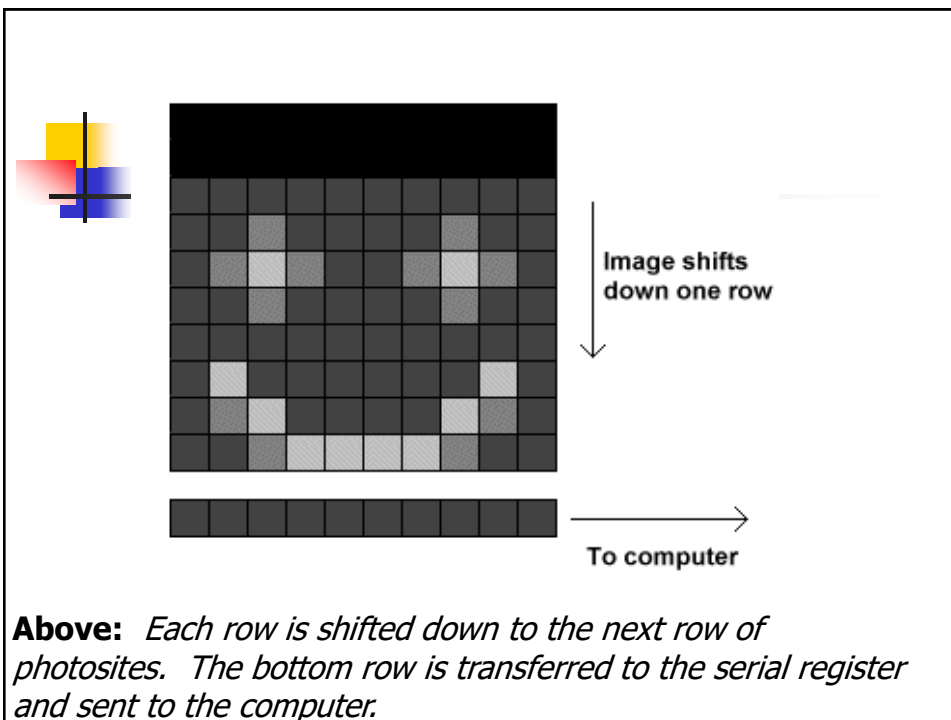 Image shifts
down one row
To computer
Above: Each row is shifted down to the next row of
photosites. The bottom row is transferred to the serial register
and sent to the computer.